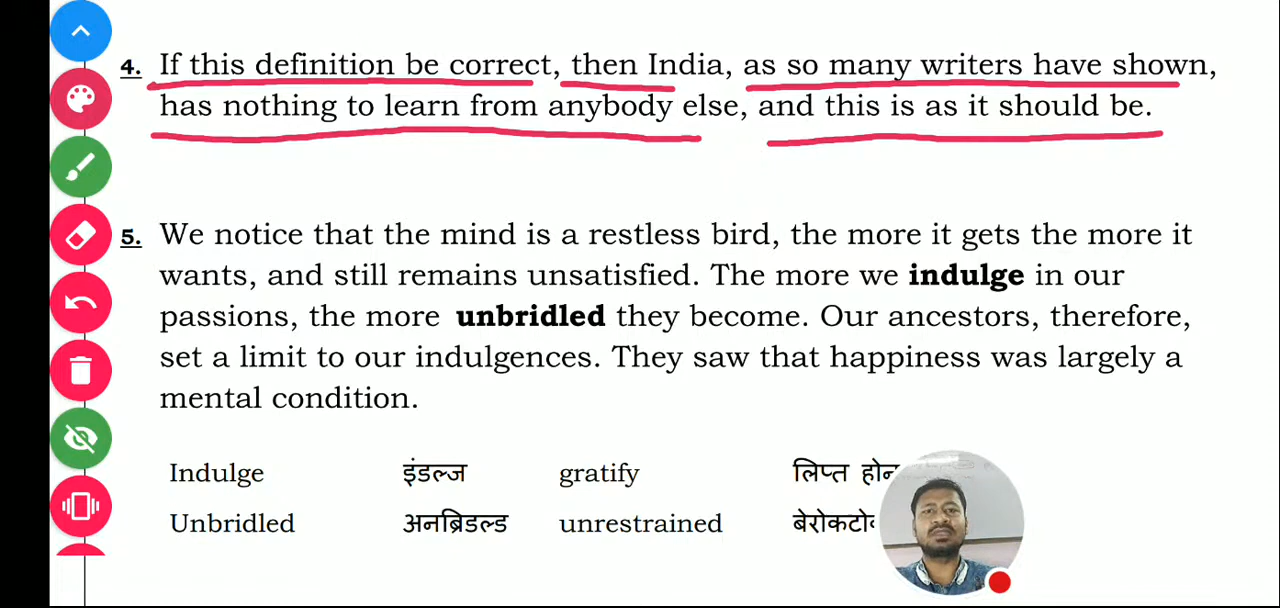 4. If this definition be correct, then India, as so many writers have shown,
has nothing to learn from anybody else, and this is as it should be.
5. We notice that the mind is a restless bird, the more it gets the more it
wants, and still remains unsatisfied. The more we indulge in our
passions, the more unbridled they become. Our ancestors, therefore,
set a limit to our indulgences. They saw that happiness was largely a
mental condition.
Indulge इंडल्ज gratify लिप्त
Unbridled अनब्रिडल्ड unrestrained